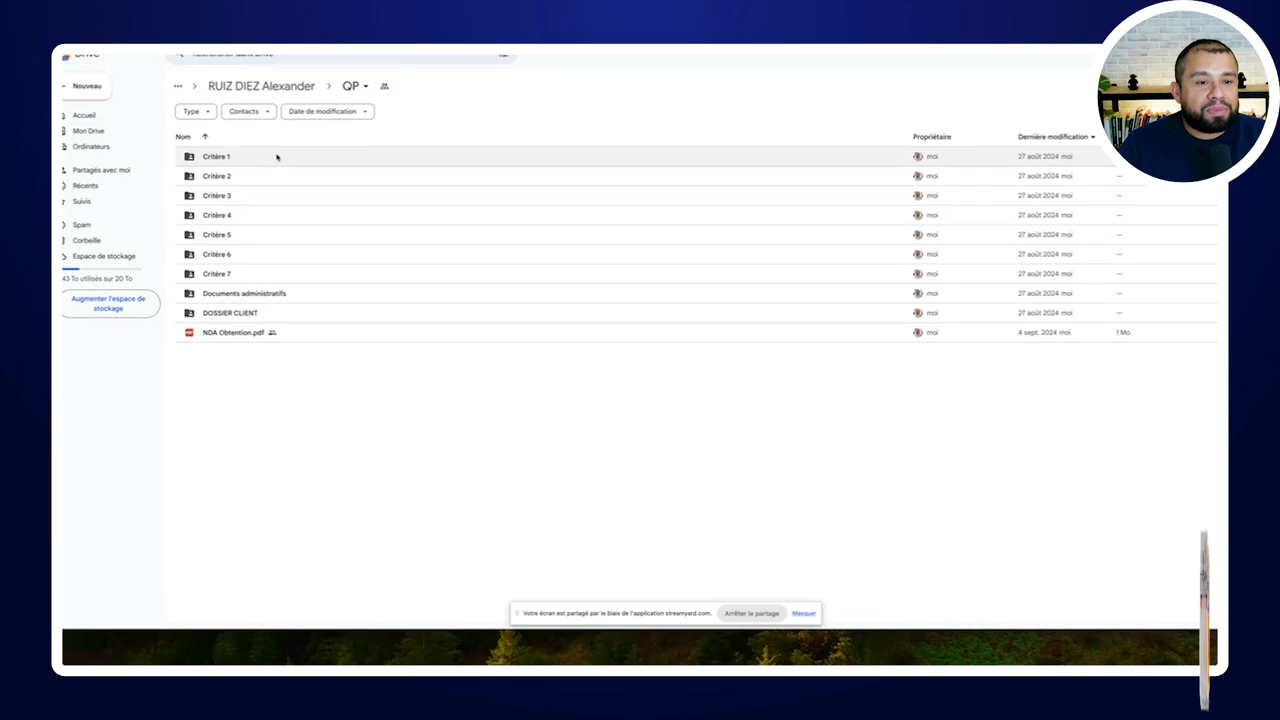 Drive
Nouveau
RUIZ DIEZ Alexander > QP
Type
Contacts
Date de modification
Accueil
Mon Drive
Ordinateurs
Partagés avec moi
Récents
Suivis
Spam
Corbeille
Espace de stockage
43 To utilisés sur 20 To
Augmenter l'espace de
stockage
Nom Propriétaire Dernière modification
Critère 1 moi 27 août 2024 moi
Critère 2 moi 27 août 2024 moi –
Critère 3 moi 27 août 2024 moi –
Critère 4 moi 27 août 2024 moi –
Critère 5 moi 27 août 2024 moi –
Critère 6 moi 27 août 2024 moi –
Critère 7 moi 27 août 2024 moi –
Documents administratifs moi 27 août 2024 moi –
DOSSIER CLIENT moi 27 août 2024 moi –
NDA Obtention.pdf moi 4 sept. 2024 moi 1 Mo
Votre écran est partagé par le biais de l'application streamyard.com. Arrêter le partage Masquer